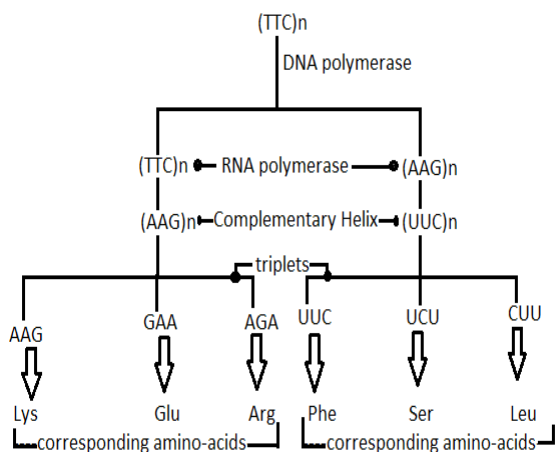 (TTC)n
DNA polymerase
(TTC)n RNA polymerase (AAG)n
(AAG)n Complementary Helix (UUC)n
triplets
AAG GAA AGA UUC UCU CUU
Lys Glu Arg Phe Ser Leu
corresponding amino-acids corresponding amino-acids